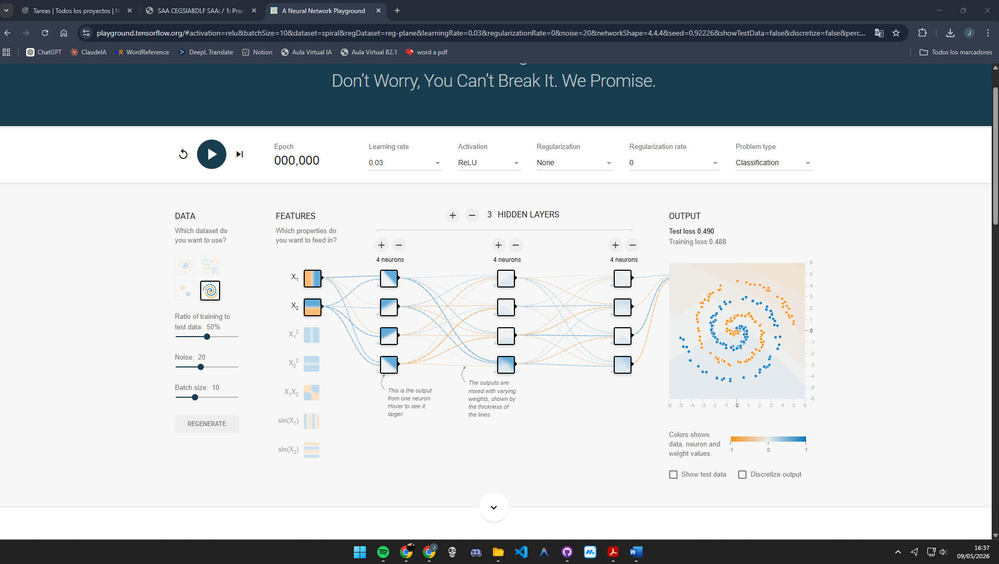 Tareas | Todos los proyectos | N
SAA CEGSIABDLF SAA: / 1: Prac
A Neural Network Playground
playground.tensorflow.org/#activation=relu&batchSize=10&dataset=spiral&regDataset=reg-plane&learningRate=0.03&regularizationRate=0&noise=20&networkShape=4,4,4&seed=0.92226&showTestData=false&discretize=false&perc...
J
ChatGPT
ClaudeIA
WordReference
DeepL Translate
Notion
Aula Virtual IA
Aula Virtual B2.1
word a pdf
Todos los marcadores
Don't Worry, You Can't Break It. We Promise.
Epoch
000,000
Learning rate
0.03
Activation
ReLU
Regularization
None
Regularization rate
0
Problem type
Classification
DATA
Which dataset do
you want to use?
Ratio of training to
test data: 50%
Noise: 20
Batch size: 10
REGENERATE
FEATURES
Which properties do
you want to feed in?
X1
X2
X1²
X2²
X1X2
sin(X1)
sin(X2)
3 HIDDEN LAYERS
4 neurons
4 neurons
4 neurons
This is the output
from one neuron.
Hover to see it
larger.
The outputs are
mixed with varying
weights, shown by
the thickness of
the lines.
OUTPUT
Test loss 0.490
Training loss 0.488
6
5
4
3
2
1
0
-1
-2
-3
-4
-5
-6
-6 -5 -4 -3 -2 -1 0 1 2 3 4 5 6
Colors shows
data, neuron and
weight values.
-1 0 1
Show test data
Discretize output
16:37
09/05/2026